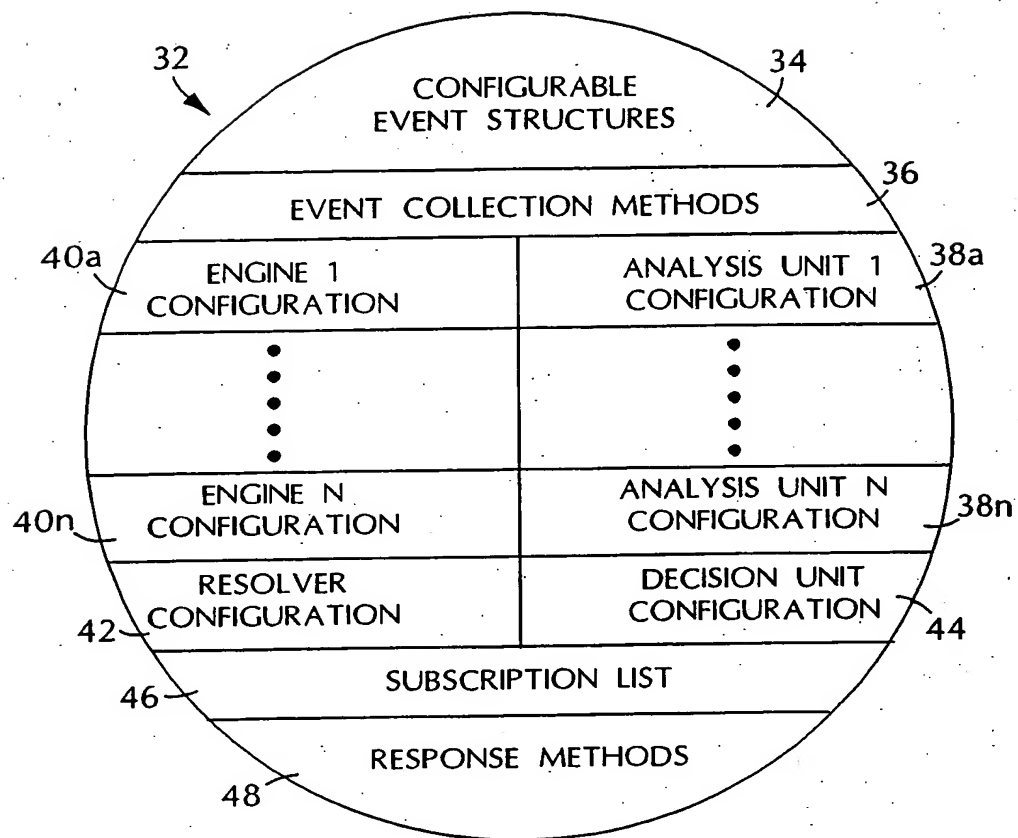 32
34
CONFIGURABLE
EVENT STRUCTURES
36
EVENT COLLECTION METHODS
40a
ENGINE 1
CONFIGURATION
ANALYSIS UNIT 1
CONFIGURATION
38a
ENGINE N
CONFIGURATION
40n
ANALYSIS UNIT N
CONFIGURATION
38n
RESOLVER
CONFIGURATION
42
DECISION UNIT
CONFIGURATION
44
SUBSCRIPTION LIST
46
RESPONSE METHODS
48